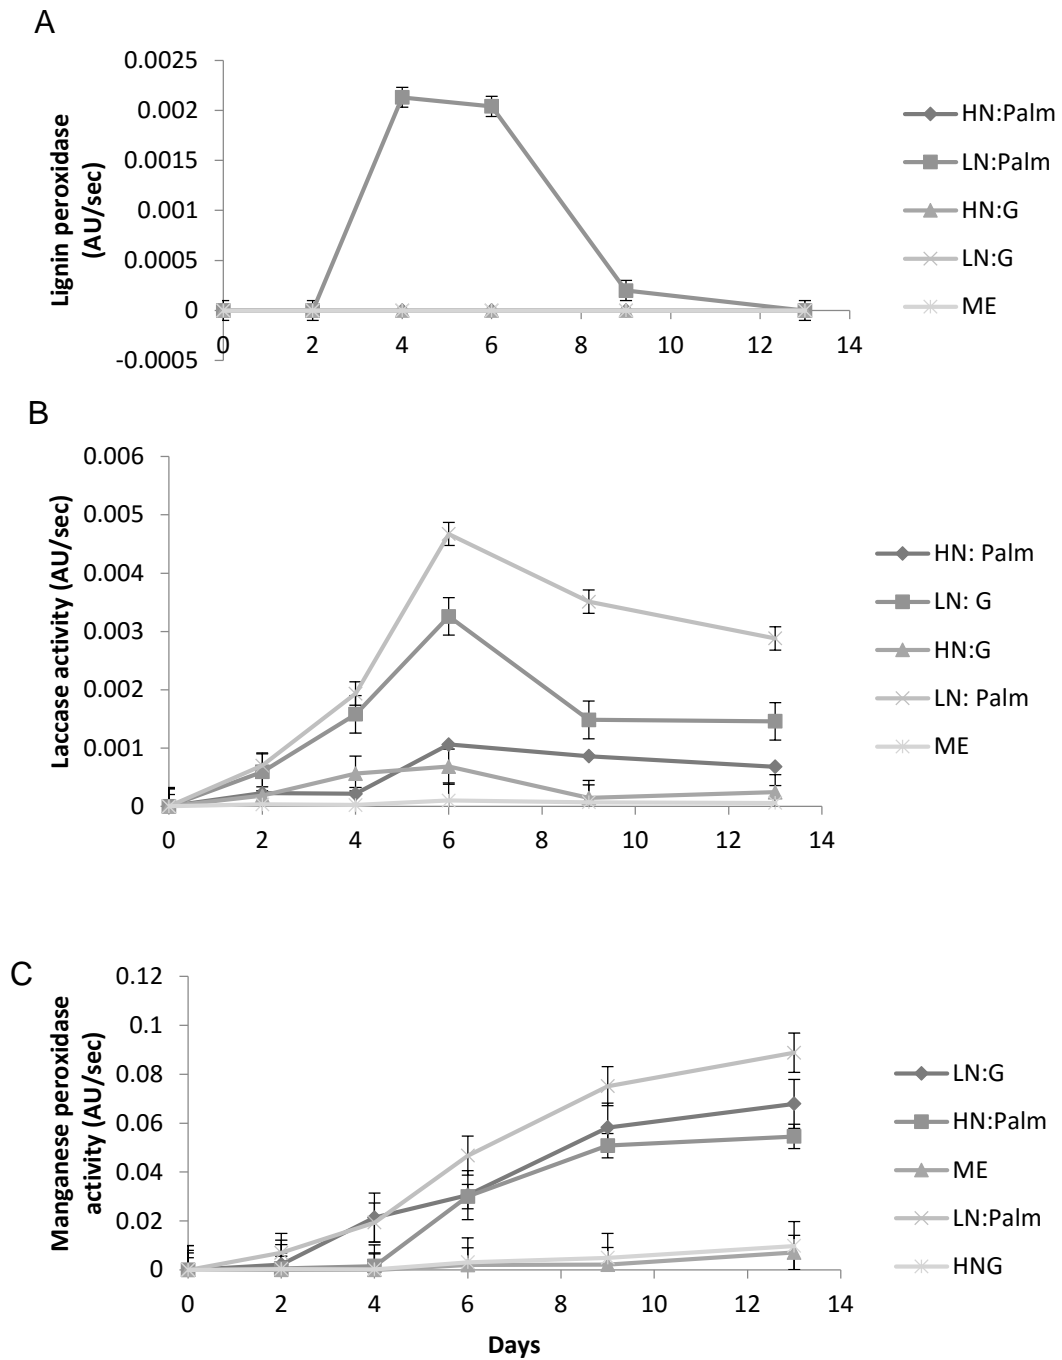 A
Lignin peroxidase
(AU/sec)
0.0025
0.002
0.0015
0.001
0.0005
0
-0.0005
0 2 4 6 8 10 12 14
HN:Palm
LN:Palm
HN:G
LN:G
ME
B
Laccase activity (AU/sec)
0.006
0.005
0.004
0.003
0.002
0.001
0
0 2 4 6 8 10 12 14
HN: Palm
LN: G
HN:G
LN: Palm
ME
C
Manganese peroxidase
activity (AU/sec)
0.12
0.1
0.08
0.06
0.04
0.02
0
0 2 4 6 8 10 12 14
Days
LN:G
HN:Palm
ME
LN:Palm
HNG